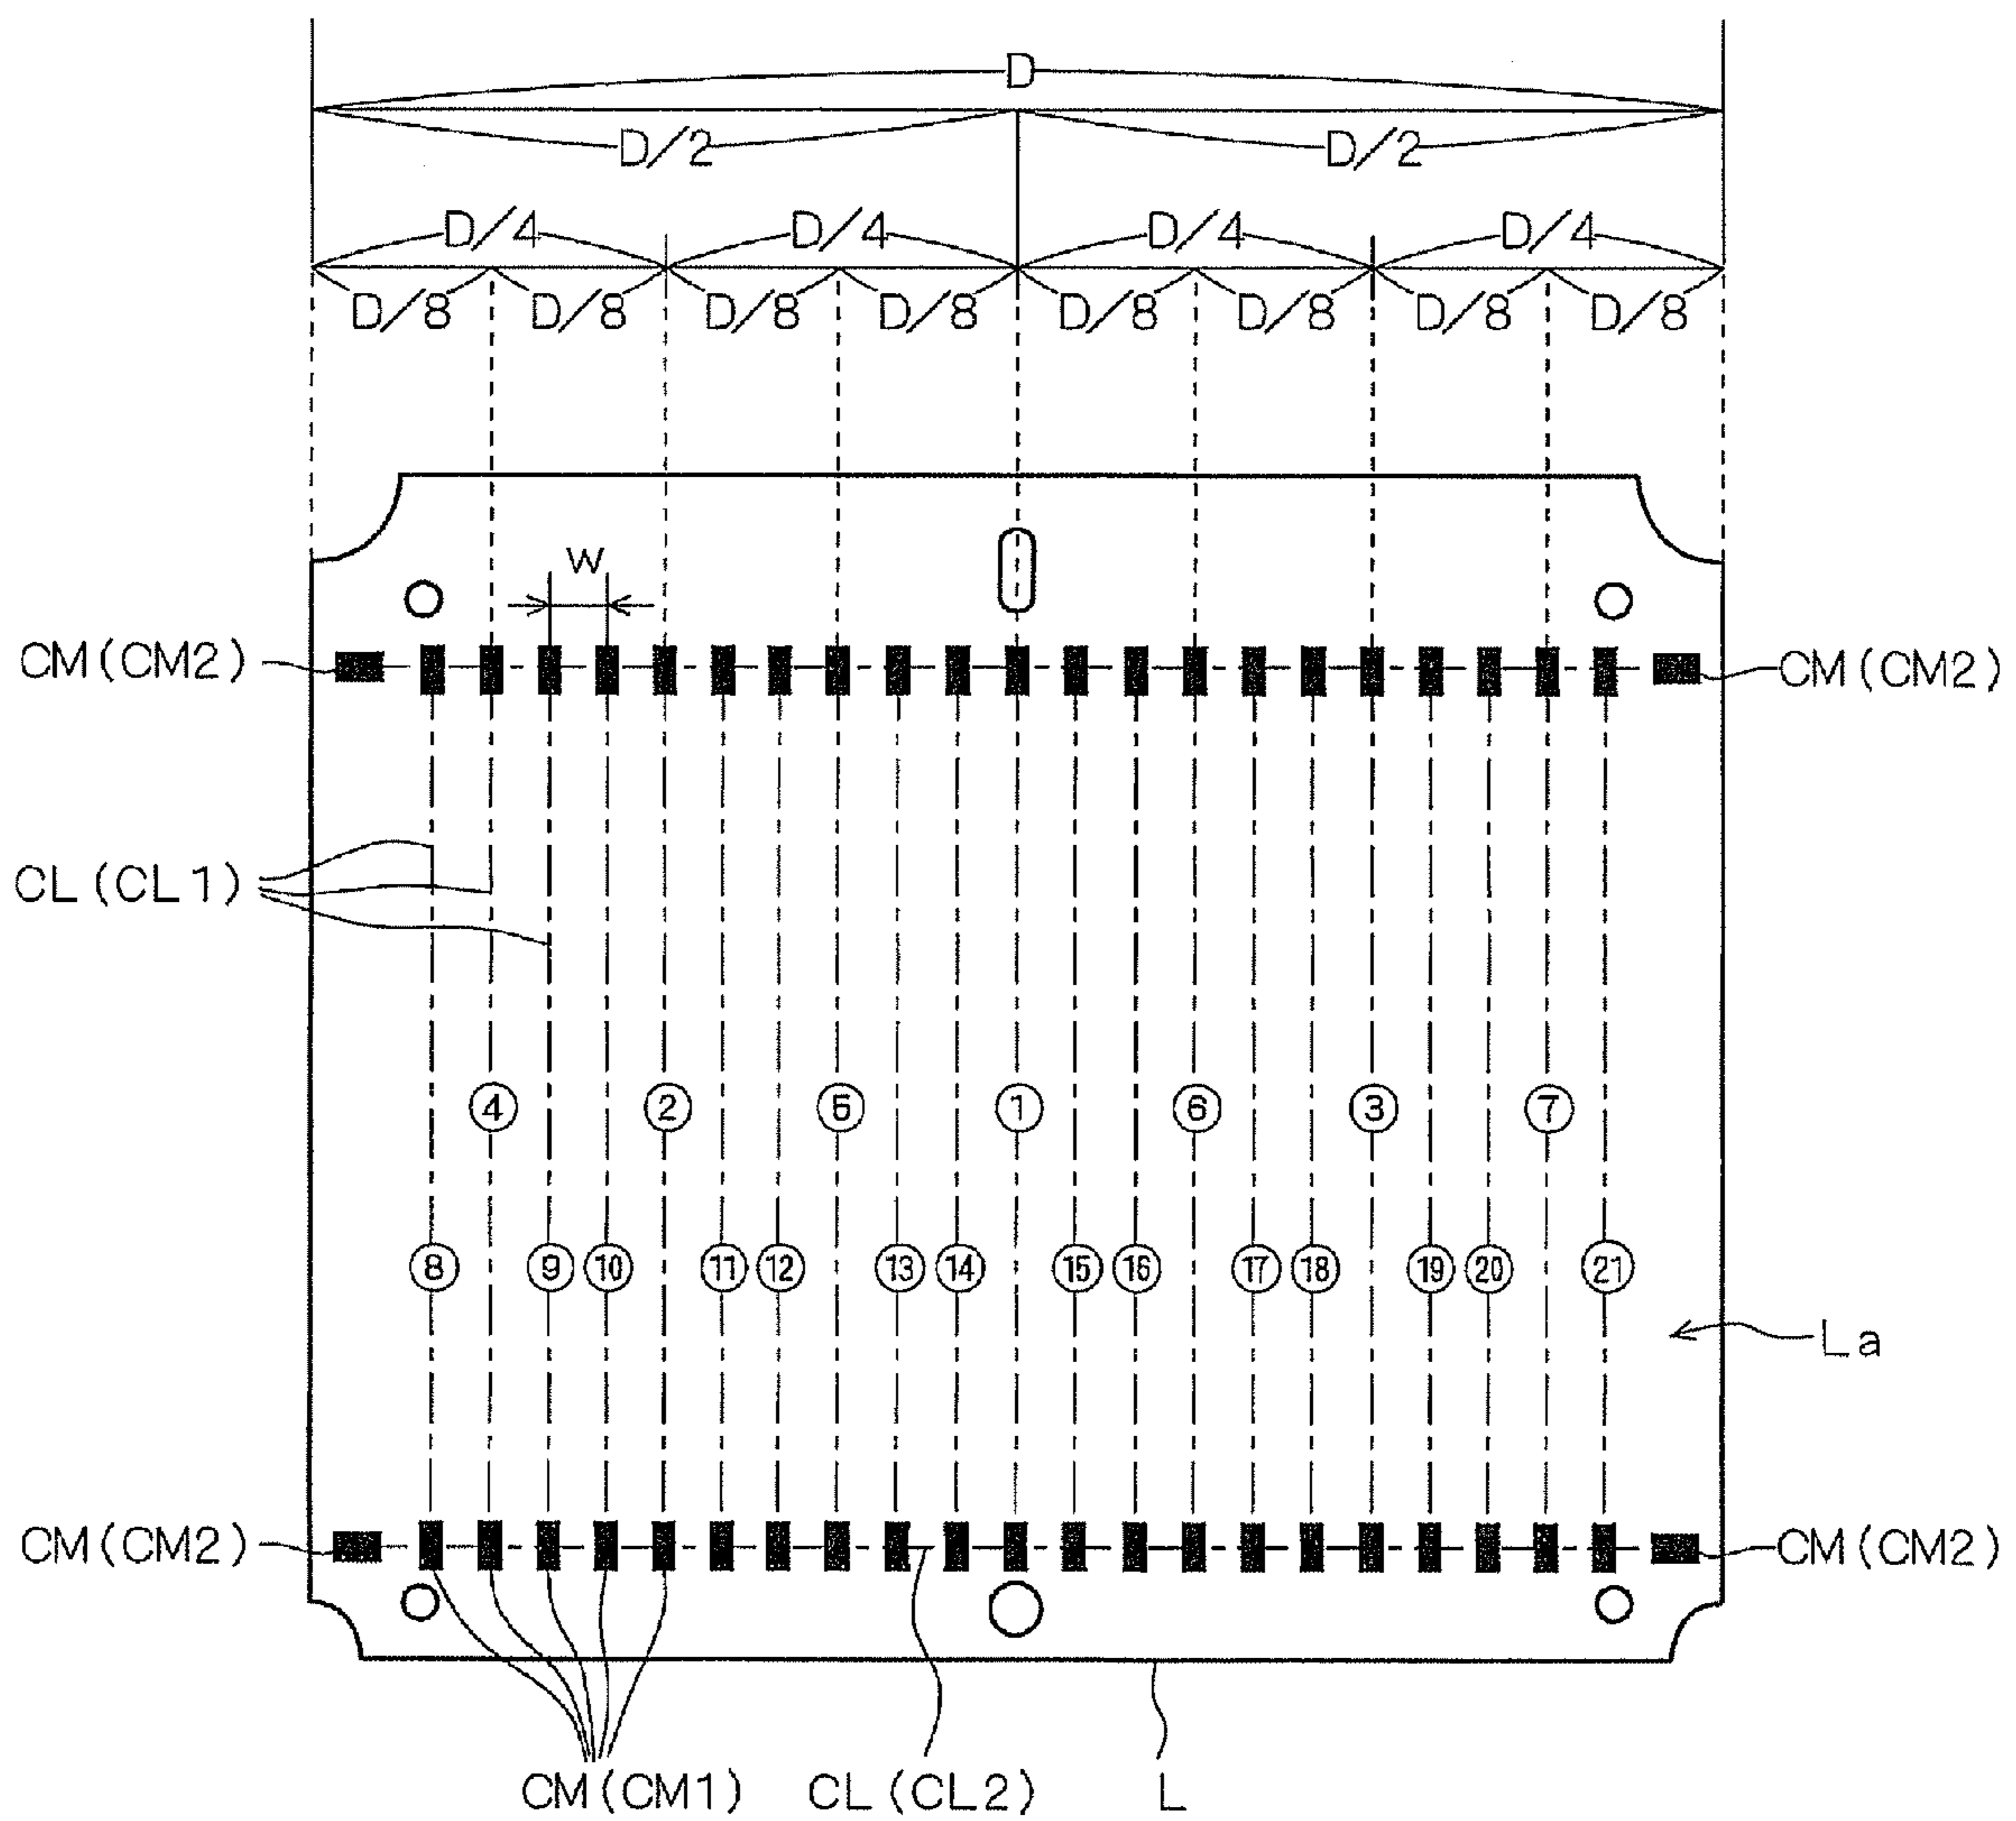 D
D/2 D/2
D/4 D/4 D/4 D/4
D/8 D/8 D/8 D/8 D/8 D/8 D/8 D/8
W
CM(CM2) CM(CM2)
CL(CL1)
4 2 5 1 6 3 7
8 9 10 11 12 13 14 15 16 17 18 19 20 21
La
CM(CM2) CM(CM2)
CM(CM1) CL(CL2) L